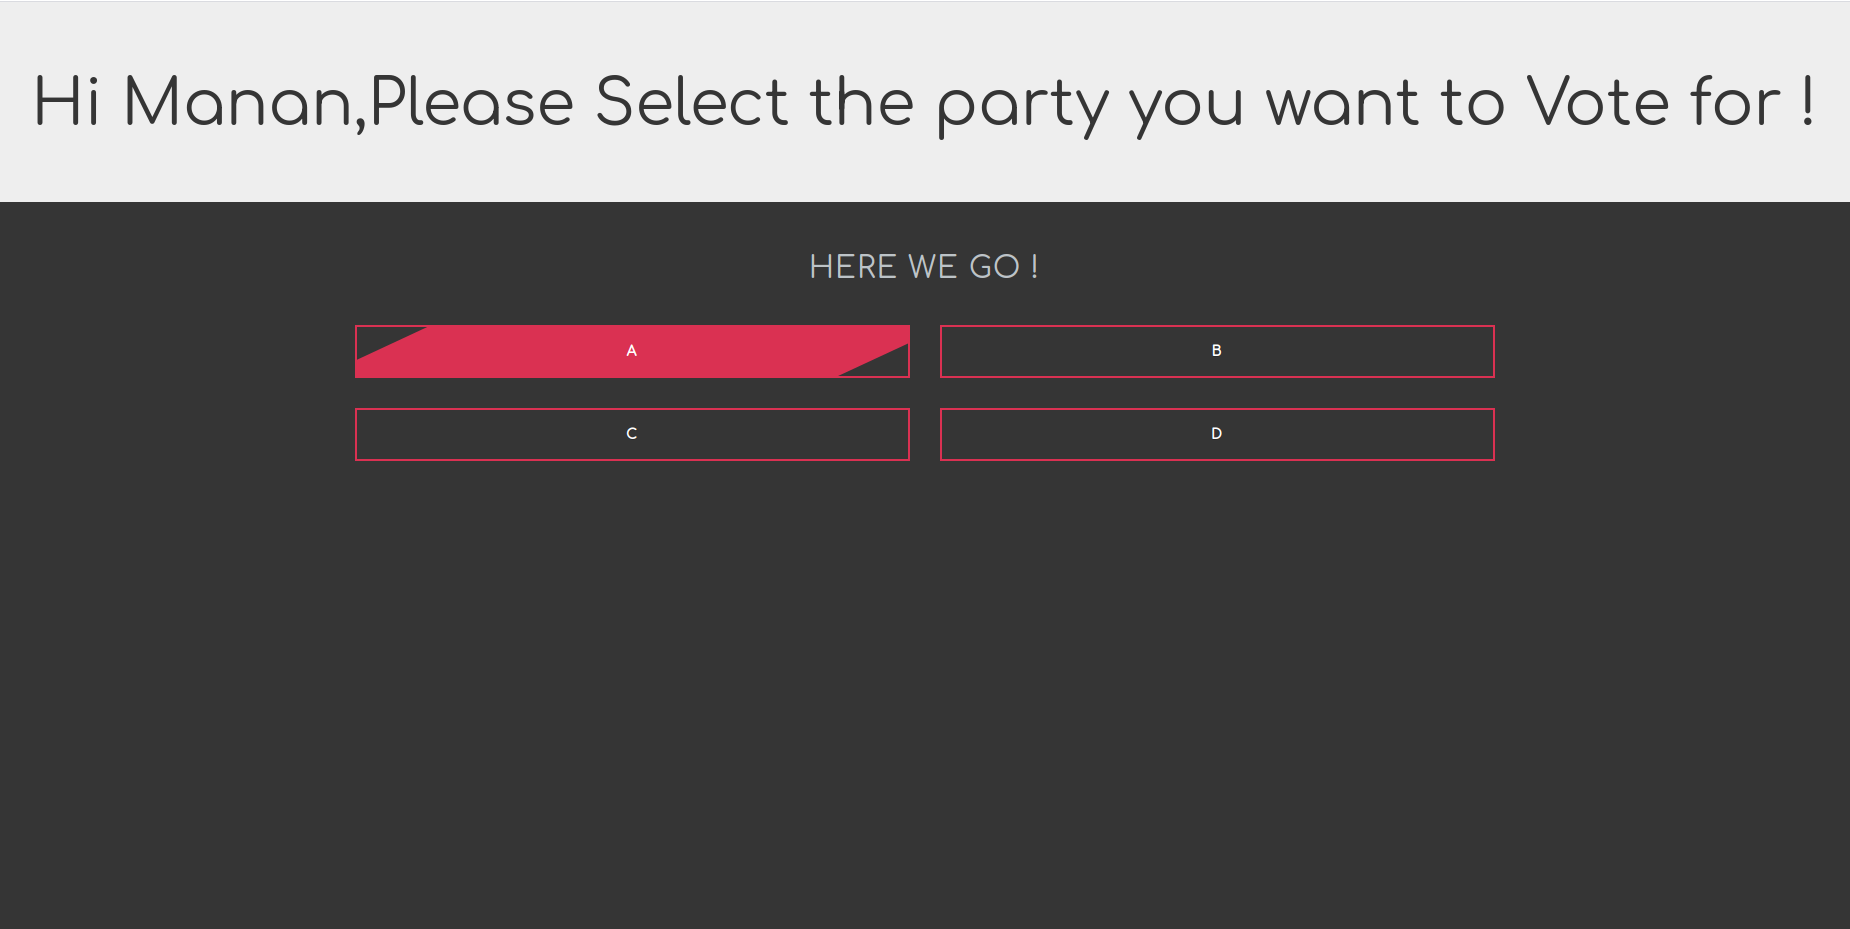 Hi Manan,Please Select the party you want to Vote for !
HERE WE GO !
A
B
C
D